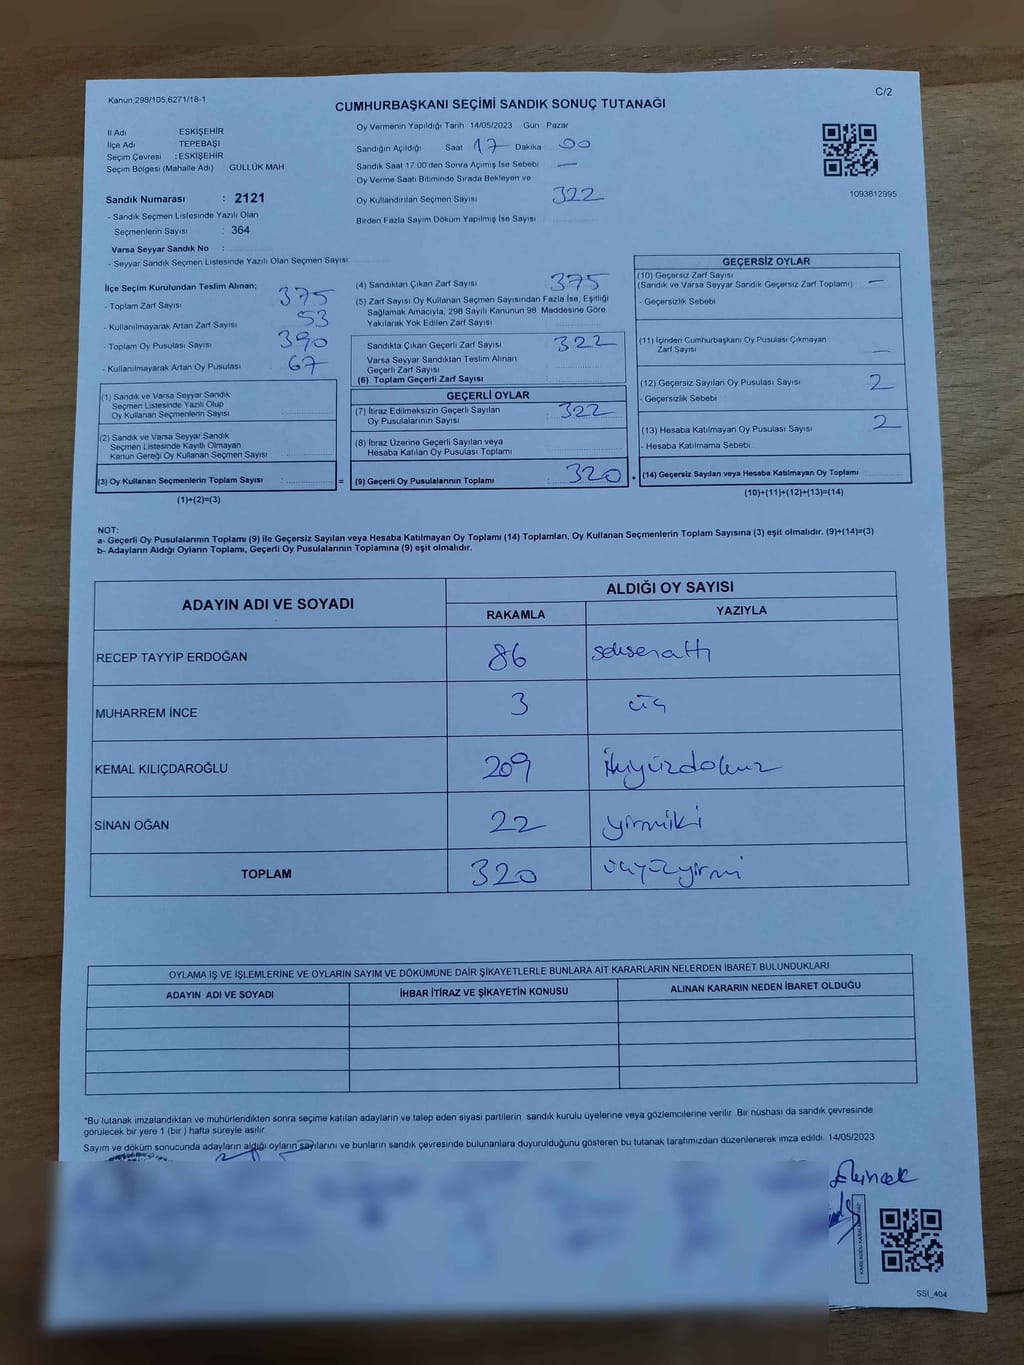 Kanun;298/105,6271/18-1
C/2
CUMHURBAŞKANI SEÇİMİ SANDIK SONUÇ TUTANAĞI
İl Adı ESKİŞEHİR
İlçe Adı TEPEBAŞI
Seçim Çevresi : ESKİŞEHİR
Seçim Bölgesi (Mahalle Adı) GÜLLÜK MAH
Oy Vermenin Yapıldığı Tarih 14/05/2023 Gün Pazar
Sandığın Açıldığı Saat 17 Dakika 00
Sandık Saat 17:00'den Sonra Açımış İse Sebebi —
Oy Verme Saati Bitiminde Sırada Bekleyen ve
Oy Kullandırılan Seçmen Sayısı 322
Birden Fazla Sayım Döküm Yapılmış İse Sayısı
1093812995
Sandık Numarası : 2121
- Sandık Seçmen Listesinde Yazılı Olan
Seçmenlerin Sayısı : 364
Varsa Seyyar Sandık No :
- Seyyar Sandık Seçmen Listesinde Yazılı Olan Seçmen Sayısı
İlçe Seçim Kurulundan Teslim Alınan;
- Toplam Zarf Sayısı 375
- Kullanılmayarak Artan Zarf Sayısı 53
- Toplam Oy Pusulası Sayısı 390
- Kullanılmayarak Artan Oy Pusulası 67
(1) Sandık ve Varsa Seyyar Sandık
Seçmen Listesinde Yazılı Olup
Oy Kullanan Seçmenlerin Sayısı
(2) Sandık ve Varsa Seyyar Sandık
Seçmen Listesinde Kayıtlı Olmayan
Kanun Gereği Oy Kullanan Seçmen Sayısı
(3) Oy Kullanan Seçmenlerin Toplam Sayısı :
(1)+(2)=(3)
(4) Sandıktan Çıkan Zarf Sayısı 375
(5) Zarf Sayısı Oy Kullanan Seçmen Sayısından Fazla İse, Eşitliği
Sağlamak Amacıyla, 298 Sayılı Kanunun 98. Maddesine Göre
Yakılarak Yok Edilen Zarf Sayısı
Sandıkta Çıkan Geçerli Zarf Sayısı 322
Varsa Seyyar Sandıktan Teslim Alınan
Geçerli Zarf Sayısı
(6) Toplam Geçerli Zarf Sayısı
GEÇERLİ OYLAR
(7) İtiraz Edilmeksizin Geçerli Sayılan
Oy Pusulasının Sayısı : 322
(8) İtiraz Üzerine Geçerli Sayılan veya
Hesaba Katılan Oy Pusulası Toplamı
= (9) Geçerli Oy Pusulalarının Toplamı : 320
GEÇERSİZ OYLAR
(10) Geçersiz Zarf Sayısı
(Sandık ve Varsa Seyyar Sandık Geçersiz Zarf Toplamı) —
- Geçersizlik Sebebi
(11) İçinden Cumhurbaşkanı Oy Pusulası Çıkmayan
Zarf Sayısı —
(12) Geçersiz Sayılan Oy Pusulası Sayısı 2
- Geçersizlik Sebebi
(13) Hesaba Katılmayan Oy Pusulası Sayısı 2
- Hesaba Katılmama Sebebi
+ (14) Geçersiz Sayılan veya Hesaba Katılmayan Oy Toplamı
(10)+(11)+(12)+(13)=(14)
NOT:
a- Geçerli Oy Pusulalarının Toplamı (9) ile Geçersiz Sayılan veya Hesaba Katılmayan Oy Toplamı (14) Toplamları, Oy Kullanan Seçmenlerin Toplam Sayısına (3) eşit olmalıdır. (9)+(14)=(3)
b- Adayların Aldığı Oyların Toplamı, Geçerli Oy Pusulalarının Toplamına (9) eşit olmalıdır.
ADAYIN ADI VE SOYADI ALDIĞI OY SAYISI
RAKAMLA YAZIYLA
RECEP TAYYİP ERDOĞAN 86 seksenaltı
MUHARREM İNCE 3 üç
KEMAL KILIÇDAROĞLU 209 ikiyüzdokuz
SİNAN OĞAN 22 yirmiiki
TOPLAM 320 üçyüzyirmi
OYLAMA İŞ VE İŞLEMLERİNE VE OYLARIN SAYIM VE DÖKÜMÜNE DAİR ŞİKAYETLERLE BUNLARA AİT KARARLARIN NELERDEN İBARET BULUNDUKLARI
ADAYIN ADI VE SOYADI İHBAR İTİRAZ VE ŞİKAYETİN KONUSU ALINAN KARARIN NEDEN İBARET OLDUĞU
*Bu tutanak imzalandıktan ve mühürlendikten sonra seçime katılan adayların ve talep eden siyasi partilerin sandık kurulu üyelerine veya gözlemcilerine verilir. Bir nüshası da sandık çevresinde
görülecek bir yere 1 (bir ) hafta süreyle asılır.
Sayım ve döküm sonucunda adayların aldığı oyların sayılarını ve bunların sandık çevresinde bulunanlara duyurulduğunu gösteren bu tutanak tarafımızdan düzenlenerek imza edildi. 14/05/2023
SSI_404